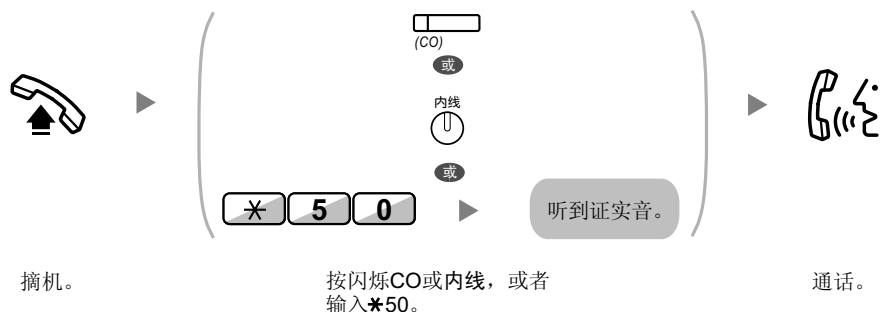 (CO)
或
内线
或
✱ 5 0
听到证实音。
摘机。
按闪烁CO或内线，或者
输入✱50。
通话。